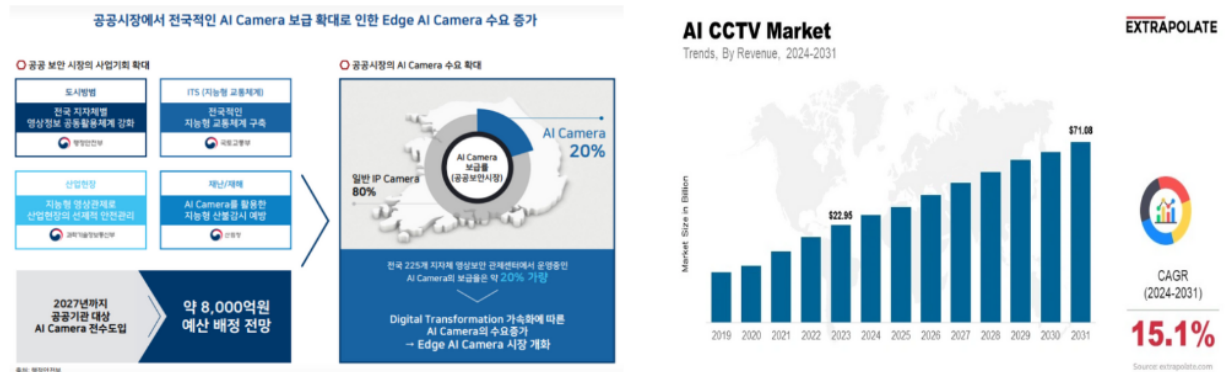 공공시장에서 전국적인 AI Camera 보급 확대로 인한 Edge AI Camera 수요 증가
공공 보안 시장의 사업기회 확대
도시방범
전국 지자체별
영상정보 공동활용체계 강화
행정안전부
ITS (지능형 교통체계)
전국적인
지능형 교통체계 구축
국토교통부
산업현장
지능형 영상관제로
산업현장의 선제적 안전관리
과학기술정보통신부
재난/재해
AI Camera를 활용한
지능형 산불감시 예방
산림청
2027년까지
공공기관 대상
AI Camera 전수도입
약 8,000억원
예산 배정 전망
출처: 행정안전부
공공시장의 AI Camera 수요 확대
AI Camera
20%
AI Camera
보급률
(공공보안시장)
일반 IP Camera
80%
전국 225개 지자체 영상보안 관제센터에서 운영중인
AI Camera의 보급률은 약 20% 가량
Digital Transformation 가속화에 따른
AI Camera의 수요증가
→ Edge AI Camera 시장 개화
AI CCTV Market
Trends, By Revenue, 2024-2031
EXTRAPOLATE
Market Size in Billion
$22.95
$71.08
2019 2020 2021 2022 2023 2024 2025 2026 2027 2028 2029 2030 2031
CAGR
(2024-2031)
15.1%
Source:extrapolate.com